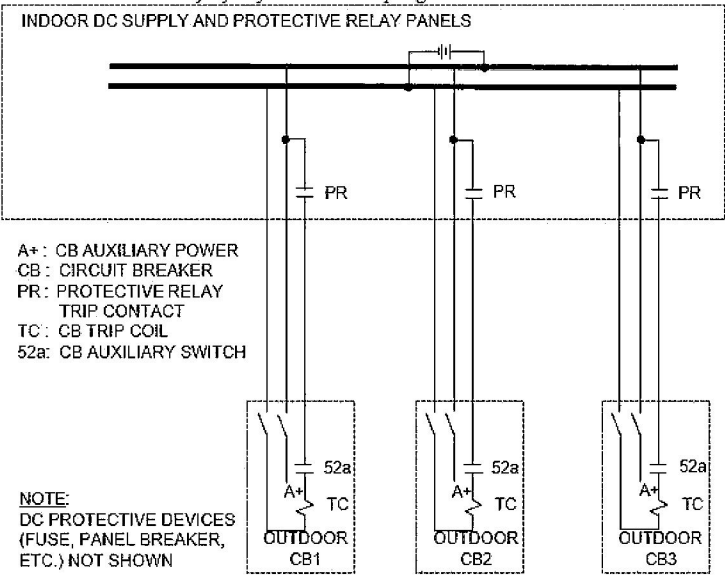 INDOOR DC SUPPLY AND PROTECTIVE RELAY PANELS
PR
PR
PR
A+: CB AUXILIARY POWER
CB: CIRCUIT BREAKER
PR: PROTECTIVE RELAY
TRIP CONTACT
TC: CB TRIP COIL
52a: CB AUXILIARY SWITCH
52a
52a
52a
A+
TC
A+
TC
A+
TC
NOTE:
DC PROTECTIVE DEVICES
(FUSE, PANEL BREAKER,
ETC.) NOT SHOWN
OUTDOOR
CB1
OUTDOOR
CB2
OUTDOOR
CB3